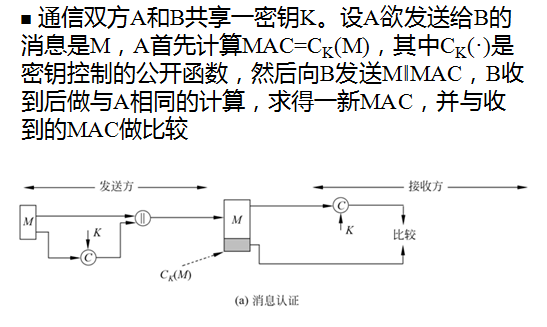 ■ 通信双方A和B共享一密钥K。设A欲发送给B的
消息是M，A首先计算MAC=CK(M)，其中CK(·)是
密钥控制的公开函数，然后向B发送M‖MAC，B收
到后做与A相同的计算，求得一新MAC，并与收
到的MAC做比较
发送方
接收方
M
K
C
||
M
CK(M)
C
K
比较
(a) 消息认证